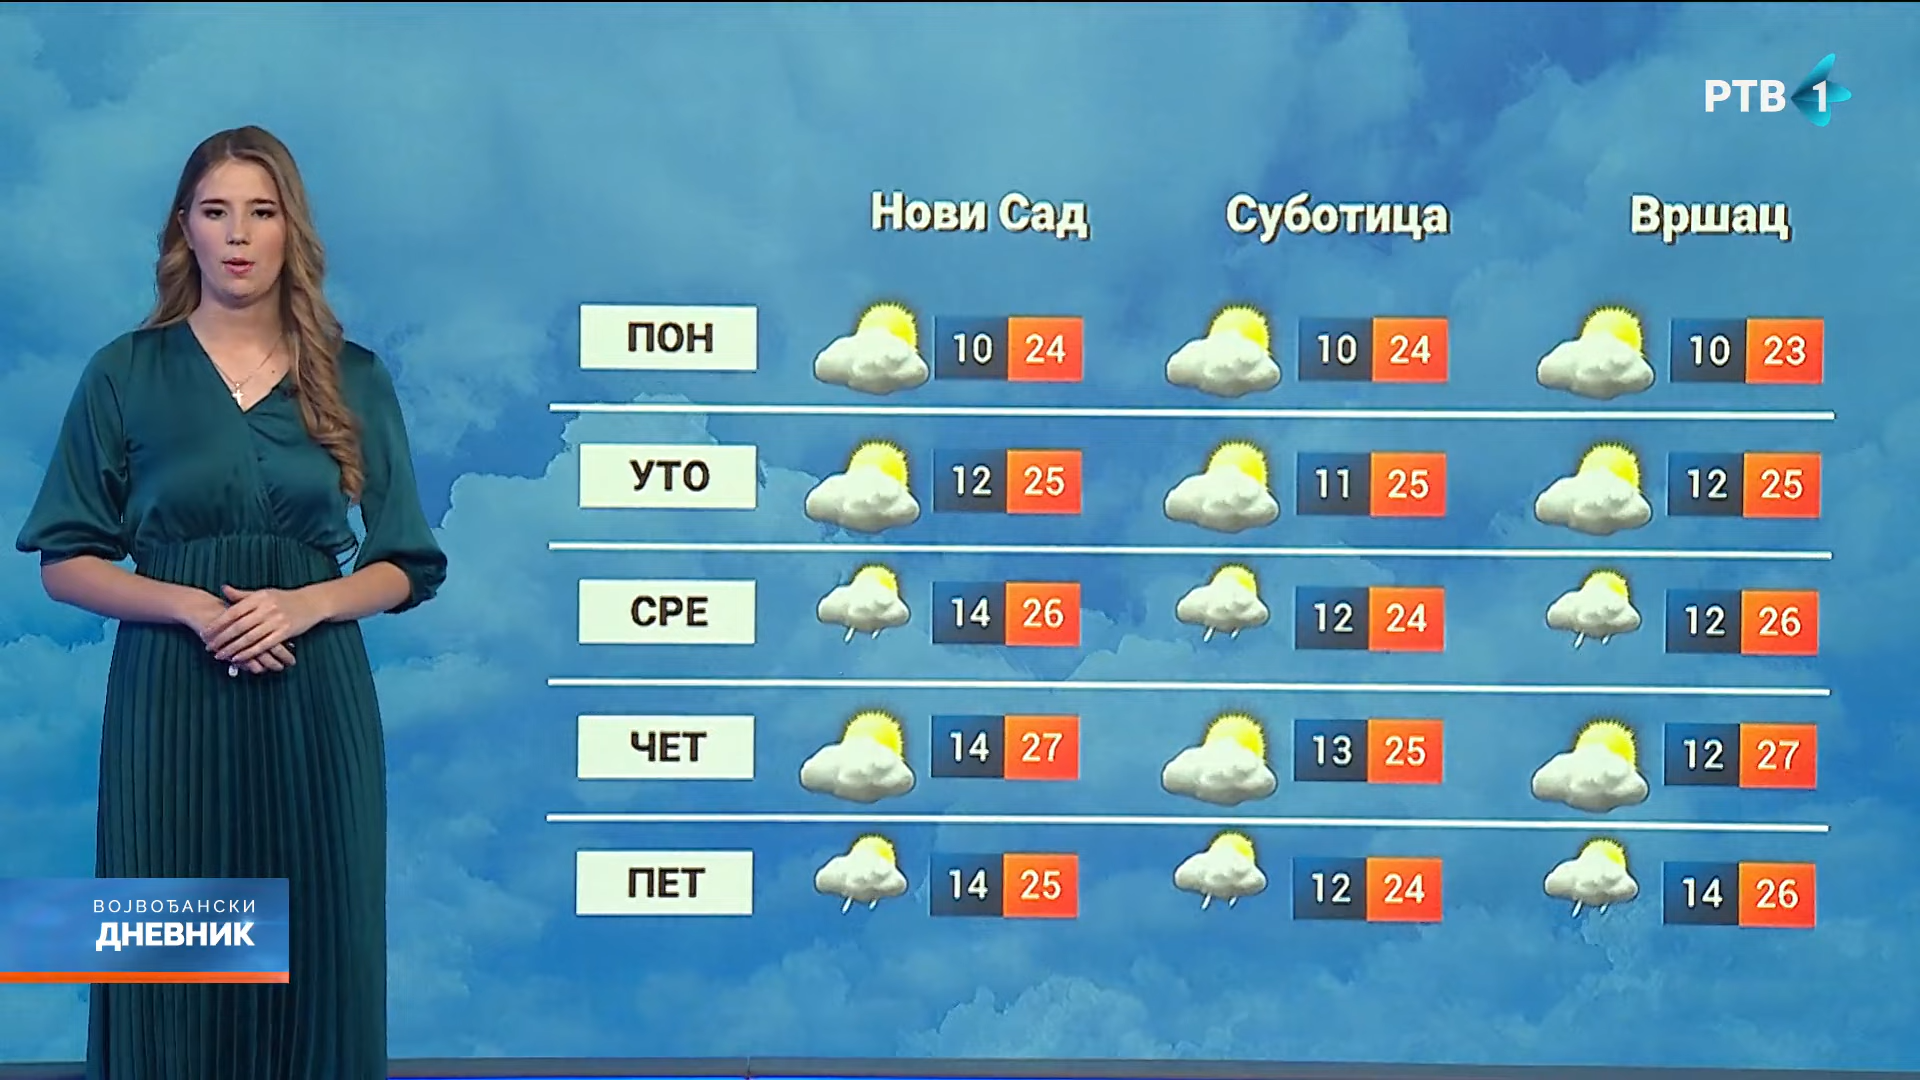 РТВ 1
Нови Сад Суботица Вршац
ПОН 10 24 10 24 10 23
УТО 12 25 11 25 12 25
СРЕ 14 26 12 24 12 26
ЧЕТ 14 27 13 25 12 27
ПЕТ 14 25 12 24 14 26
ВОЈВОЂАНСКИ
ДНЕВНИК